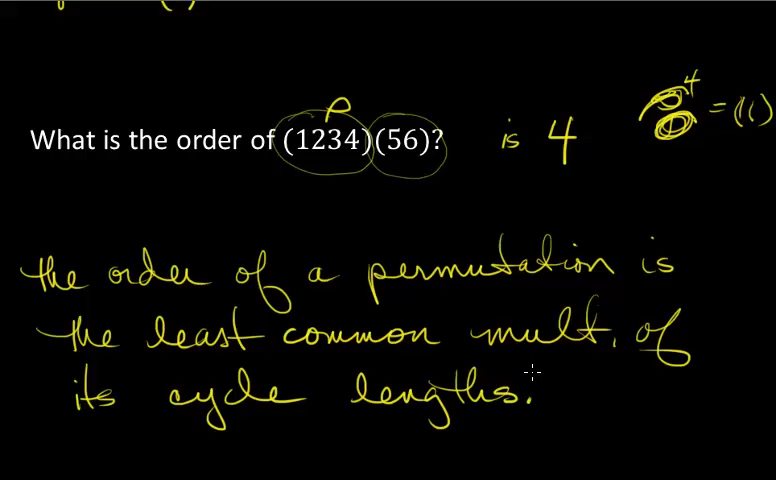 What is the order of (1234)(56)? is 4
the order of a permutation is
the least common mult. of
its cycle lengths.